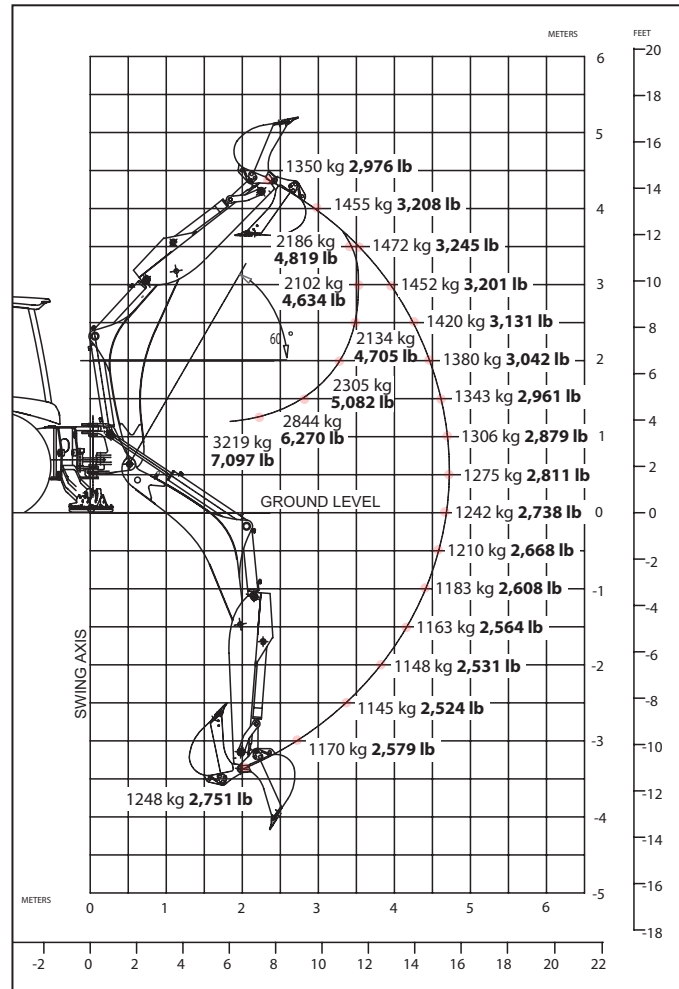 METERS FEET
20
6
18
5
16
1350 kg 2,976 lb
14
1455 kg 3,208 lb
4
12
2186 kg
4,819 lb
1472 kg 3,245 lb
2102 kg
4,634 lb
1452 kg 3,201 lb
3
10
1420 kg 3,131 lb
8
60°
2134 kg
4,705 lb
1380 kg 3,042 lb
2
6
2305 kg
5,082 lb
1343 kg 2,961 lb
4
2844 kg
6,270 lb
1306 kg 2,879 lb
1
3219 kg
7,097 lb
2
1275 kg 2,811 lb
GROUND LEVEL
1242 kg 2,738 lb
0
0
1210 kg 2,668 lb
-2
1183 kg 2,608 lb
-1
-4
1163 kg 2,564 lb
SWING AXIS
-6
1148 kg 2,531 lb
-2
-8
1145 kg 2,524 lb
1170 kg 2,579 lb
-3
-10
1248 kg 2,751 lb
-12
-4
-14
-16
-5
METERS
0 1 2 3 4 5 6
-18
-2 0 2 4 6 8 10 12 14 16 18 20 22